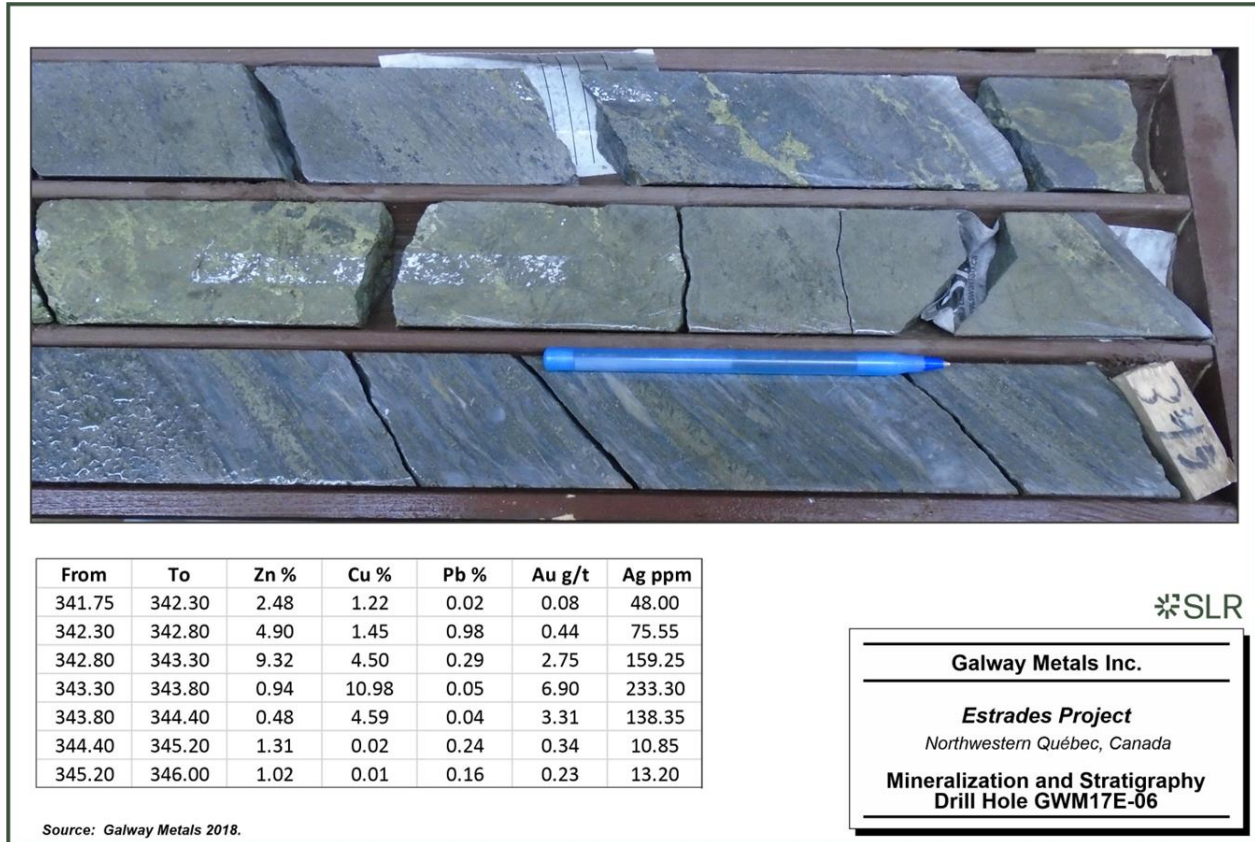 From To Zn % Cu % Pb % Au g/t Ag ppm
341.75 342.30 2.48 1.22 0.02 0.08 48.00
342.30 342.80 4.90 1.45 0.98 0.44 75.55
342.80 343.30 9.32 4.50 0.29 2.75 159.25
343.30 343.80 0.94 10.98 0.05 6.90 233.30
343.80 344.40 0.48 4.59 0.04 3.31 138.35
344.40 345.20 1.31 0.02 0.24 0.34 10.85
345.20 346.00 1.02 0.01 0.16 0.23 13.20
Source: Galway Metals 2018.
SLR
Galway Metals Inc.
Estrades Project
Northwestern Québec, Canada
Mineralization and Stratigraphy
Drill Hole GWM17E-06